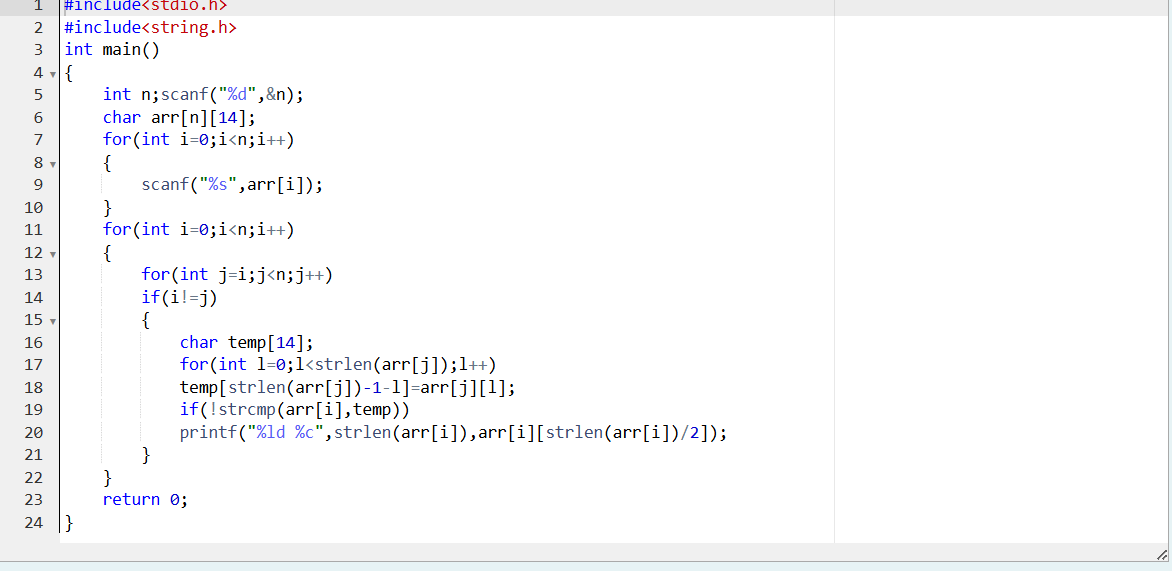 1 #include<stdio.h>
2 #include<string.h>
3 int main()
4 {
5     int n;scanf("%d",&n);
6     char arr[n][14];
7     for(int i=0;i<n;i++)
8     {
9         scanf("%s",arr[i]);
10     }
11     for(int i=0;i<n;i++)
12     {
13         for(int j=i;j<n;j++)
14         if(i!=j)
15         {
16             char temp[14];
17             for(int l=0;l<strlen(arr[j]);l++)
18             temp[strlen(arr[j])-1-l]=arr[j][l];
19             if(!strcmp(arr[i],temp))
20             printf("%ld %c",strlen(arr[i]),arr[i][strlen(arr[i])/2]);
21         }
22     }
23     return 0;
24 }